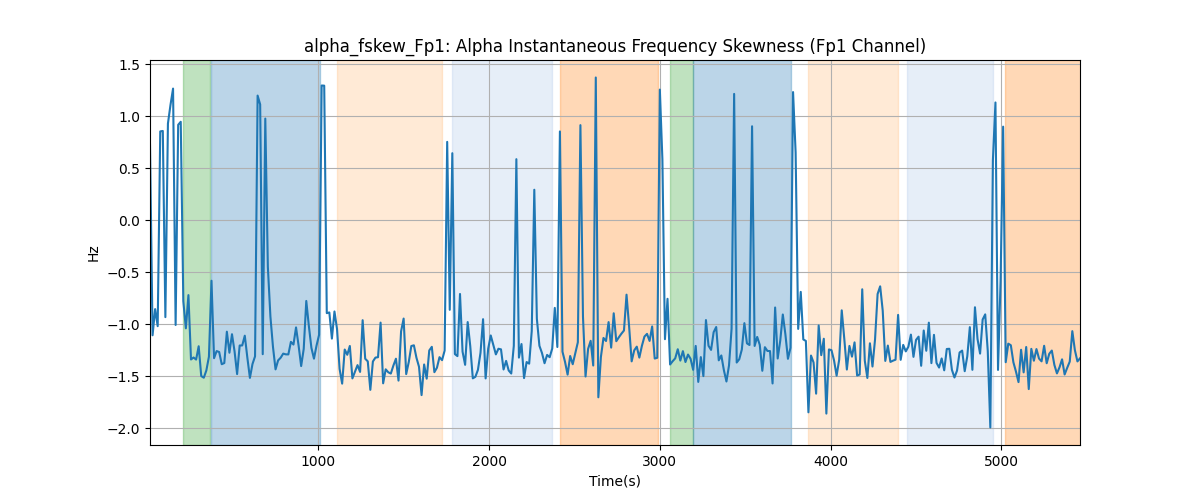 alpha_fskew_Fp1: Alpha Instantaneous Frequency Skewness (Fp1 Channel)
1.5
1.0
0.5
0.0
−0.5
−1.0
−1.5
−2.0
Hz
1000 2000 3000 4000 5000
Time(s)